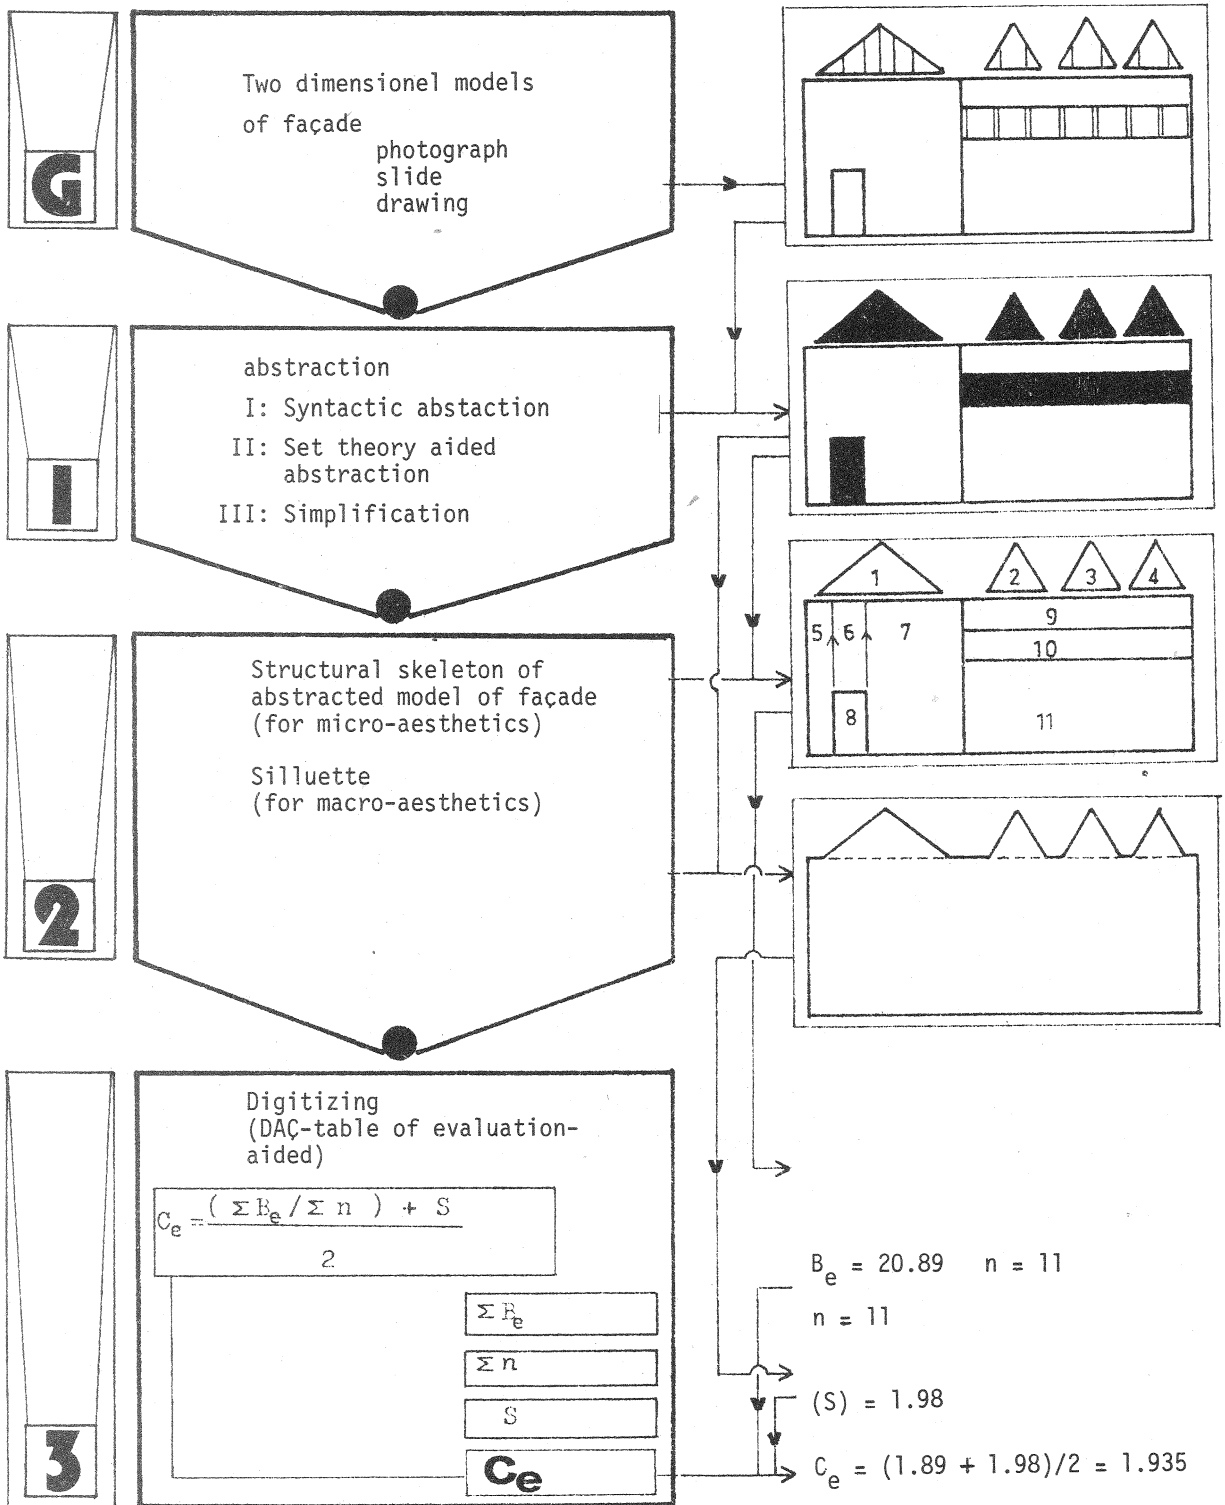 G
Two dimensionel models
of façade
photograph
slide
drawing
1
abstraction
I: Syntactic abstaction
II: Set theory aided
abstraction
III: Simplification
1
2
3
4
5
6
7
8
9
10
11
2
Structural skeleton of
abstracted model of façade
(for micro-aesthetics)
Silluette
(for macro-aesthetics)
3
Digitizing
(DAÇ-table of evaluation-
aided)
Ce = ( ΣBe / Σn ) + S
2
ΣBe
Σn
S
Ce
Be = 20.89 n = 11
n = 11
(S) = 1.98
Ce = (1.89 + 1.98)/2 = 1.935